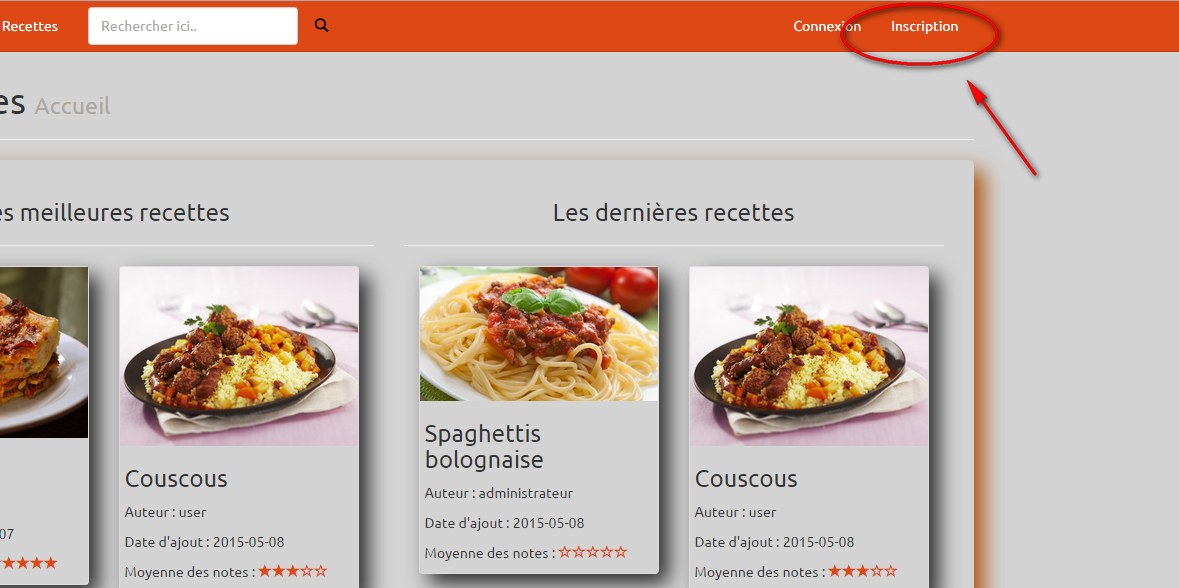 Recettes Rechercher ici.. Connexion Inscription
es Accueil
es meilleures recettes
Les dernières recettes
07
Couscous
Auteur : user
Date d'ajout : 2015-05-08
Moyenne des notes : ★★★☆☆
Spaghettis
bolognaise
Auteur : administrateur
Date d'ajout : 2015-05-08
Moyenne des notes : ☆☆☆☆☆
Couscous
Auteur : user
Date d'ajout : 2015-05-08
Moyenne des notes : ★★★☆☆